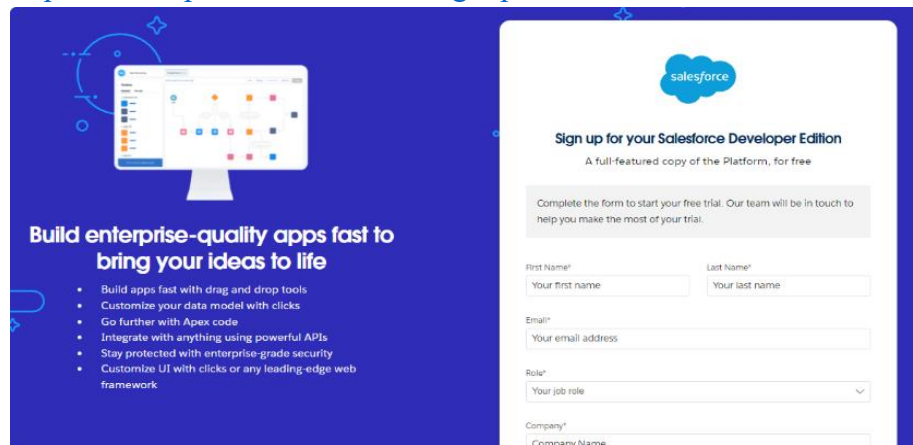 Build enterprise-quality apps fast to
bring your ideas to life
• Build apps fast with drag and drop tools
• Customize your data model with clicks
• Go further with Apex code
• Integrate with anything using powerful APIs
• Stay protected with enterprise-grade security
• Customize UI with clicks or any leading-edge web
framework
salesforce
Sign up for your Salesforce Developer Edition
A full-featured copy of the Platform, for free
Complete the form to start your free trial. Our team will be in touch to
help you make the most of your trial.
First Name* Last Name*
Your first name Your last name
Email*
Your email address
Role*
Your job role
Company*
Company Name